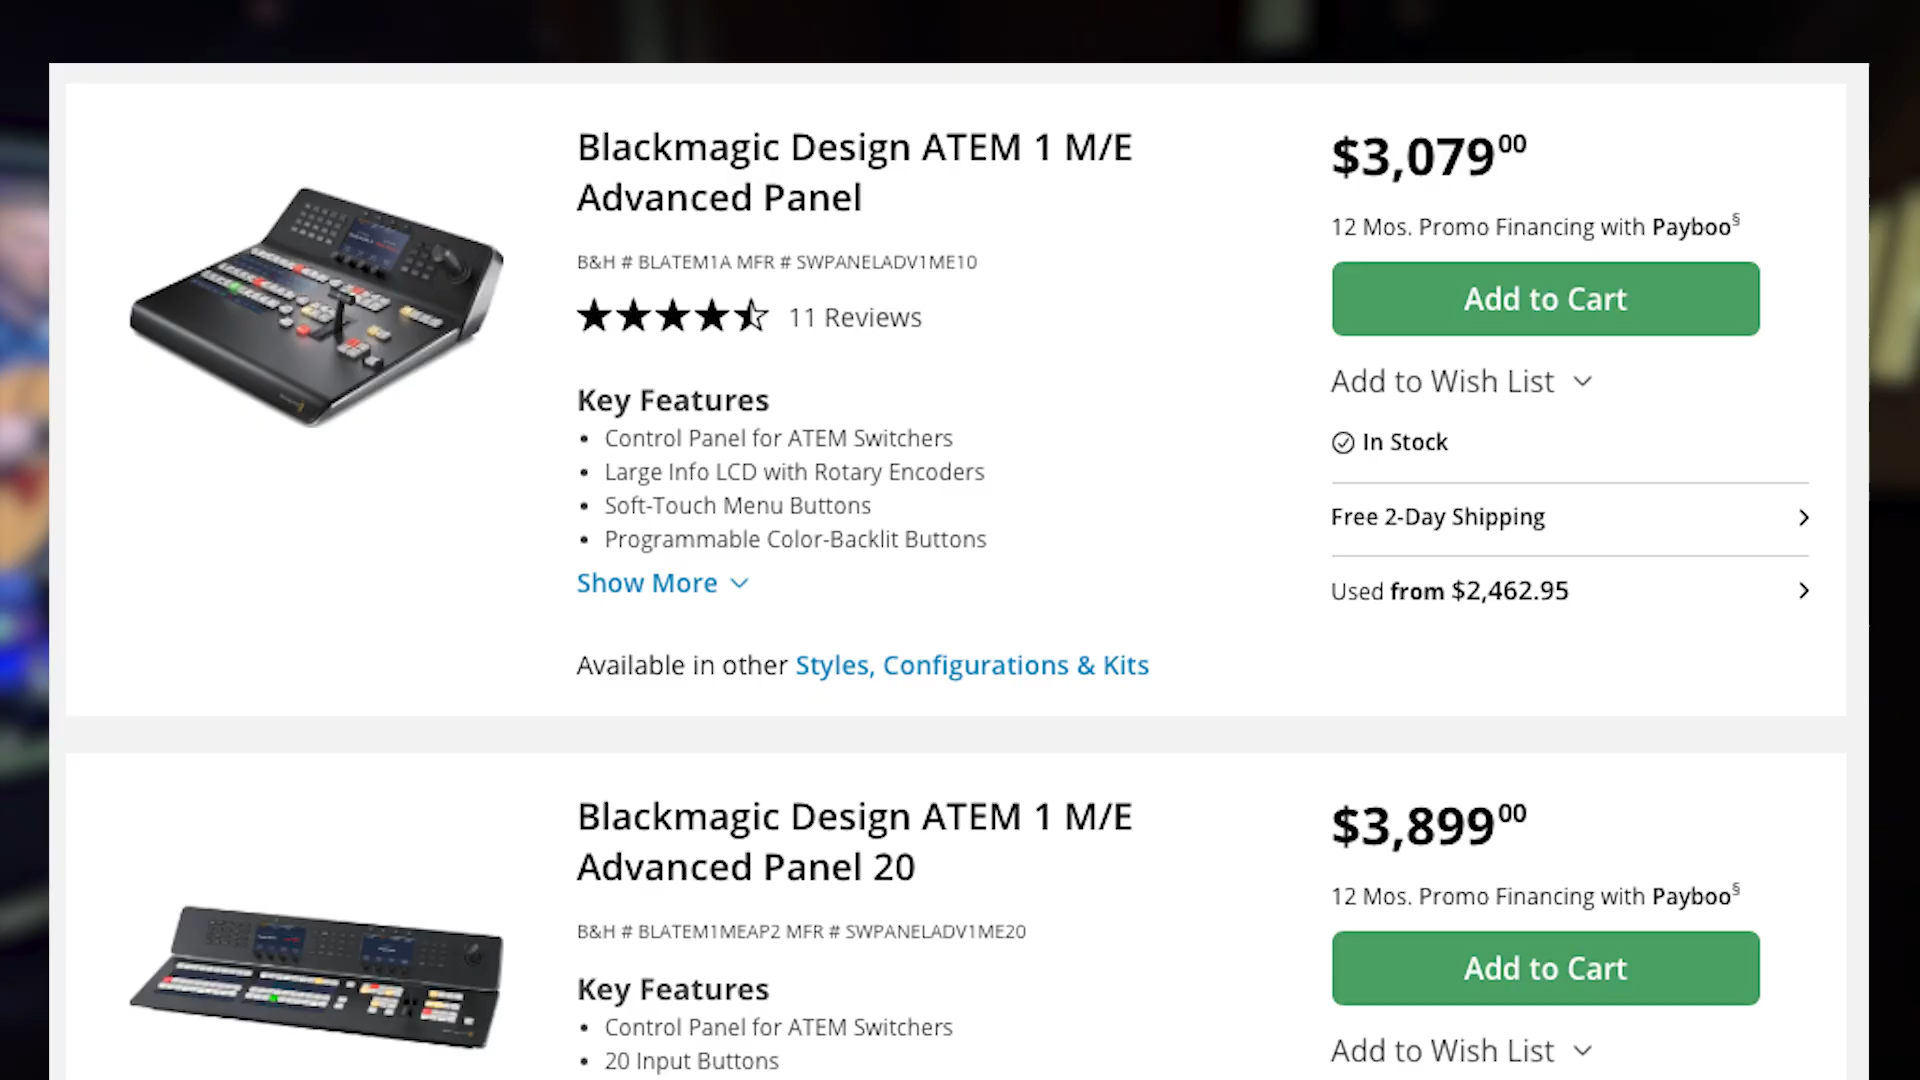 Blackmagic Design ATEM 1 M/E
Advanced Panel
B&H # BLATEM1A MFR # SWPANELADV1ME10
11 Reviews
Key Features
• Control Panel for ATEM Switchers
• Large Info LCD with Rotary Encoders
• Soft-Touch Menu Buttons
• Programmable Color-Backlit Buttons
Show More
Available in other Styles, Configurations & Kits
$3,07900
12 Mos. Promo Financing with Payboo§
Add to Cart
Add to Wish List
In Stock
Free 2-Day Shipping
Used from $2,462.95
Blackmagic Design ATEM 1 M/E
Advanced Panel 20
B&H # BLATEM1MEAP2 MFR # SWPANELADV1ME20
Key Features
• Control Panel for ATEM Switchers
• 20 Input Buttons
$3,89900
12 Mos. Promo Financing with Payboo§
Add to Cart
Add to Wish List